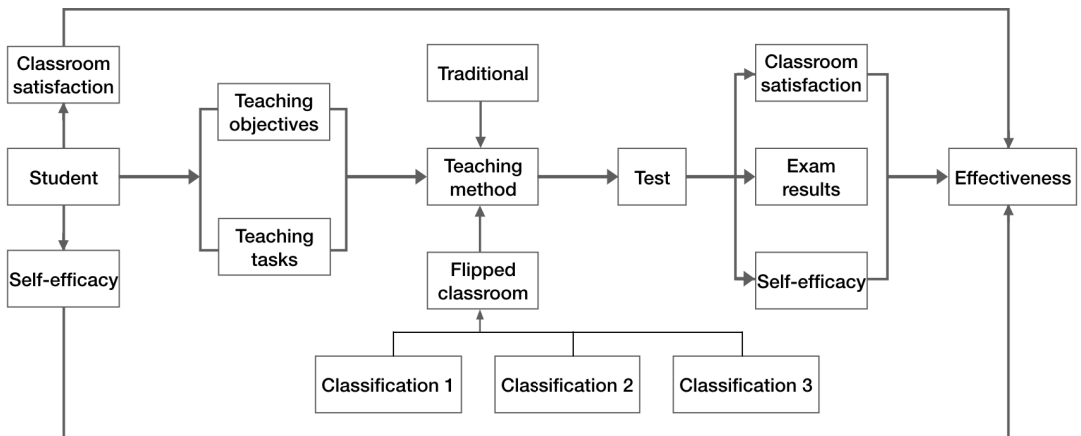 Classroom
satisfaction
Student
Self-efficacy
Teaching
objectives
Teaching
tasks
Traditional
Teaching
method
Flipped
classroom
Classification 1
Classification 2
Classification 3
Test
Classroom
satisfaction
Exam
results
Self-efficacy
Effectiveness